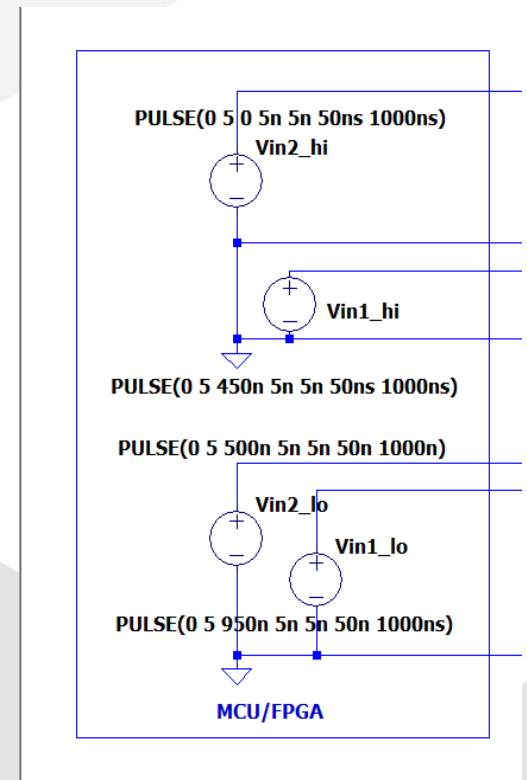 PULSE(0 5 0 5n 5n 50ns 1000ns)
Vin2_hi
Vin1_hi
PULSE(0 5 450n 5n 5n 50ns 1000ns)
PULSE(0 5 500n 5n 5n 50n 1000n)
Vin2_lo
Vin1_lo
PULSE(0 5 950n 5n 5n 50n 1000ns)
MCU/FPGA